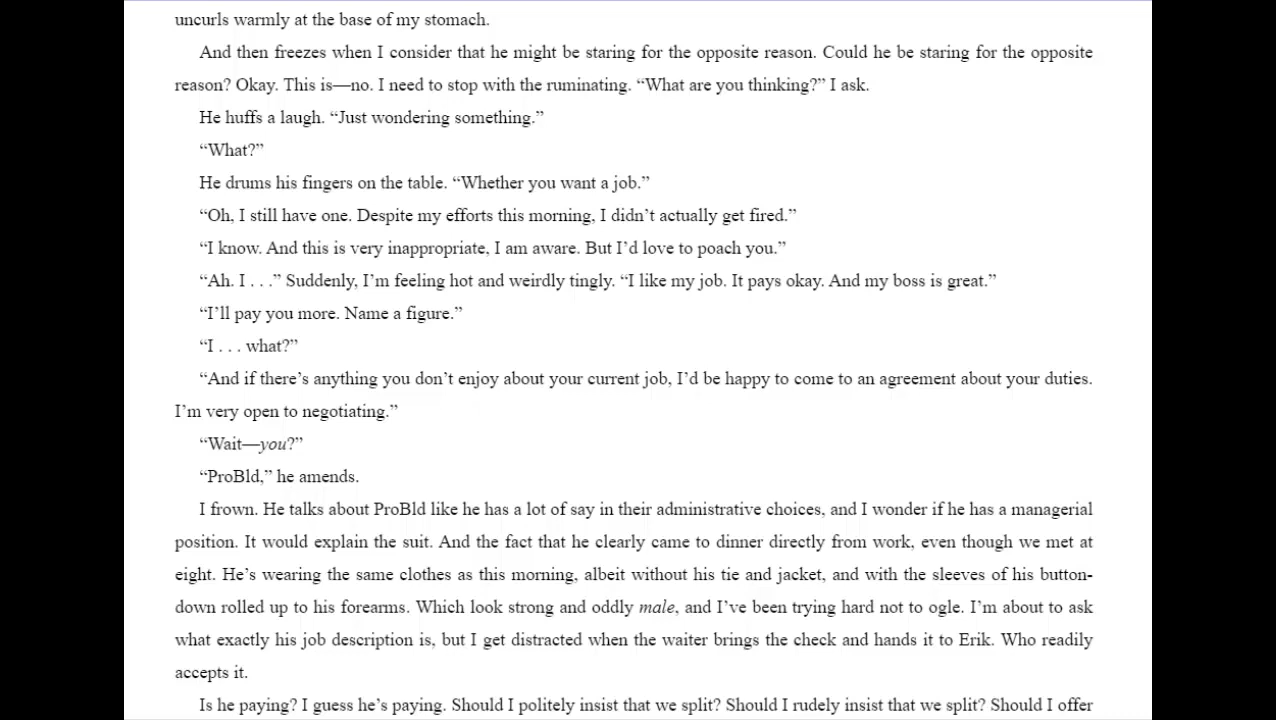 uncurls warmly at the base of my stomach.
And then freezes when I consider that he might be staring for the opposite reason. Could he be staring for the opposite
reason? Okay. This is—no. I need to stop with the ruminating. “What are you thinking?” I ask.
He huffs a laugh. “Just wondering something.”
“What?”
He drums his fingers on the table. “Whether you want a job.”
“Oh, I still have one. Despite my efforts this morning, I didn’t actually get fired.”
“I know. And this is very inappropriate, I am aware. But I’d love to poach you.”
“Ah. I . . .” Suddenly, I’m feeling hot and weirdly tingly. “I like my job. It pays okay. And my boss is great.”
“I’ll pay you more. Name a figure.”
“I . . . what?”
“And if there’s anything you don’t enjoy about your current job, I’d be happy to come to an agreement about your duties.
I’m very open to negotiating.”
“Wait—you?”
“ProBld,” he amends.
I frown. He talks about ProBld like he has a lot of say in their administrative choices, and I wonder if he has a managerial
position. It would explain the suit. And the fact that he clearly came to dinner directly from work, even though we met at
eight. He’s wearing the same clothes as this morning, albeit without his tie and jacket, and with the sleeves of his button-
down rolled up to his forearms. Which look strong and oddly male, and I’ve been trying hard not to ogle. I’m about to ask
what exactly his job description is, but I get distracted when the waiter brings the check and hands it to Erik. Who readily
accepts it.
Is he paying? I guess he’s paying. Should I politely insist that we split? Should I rudely insist that we split? Should I offer